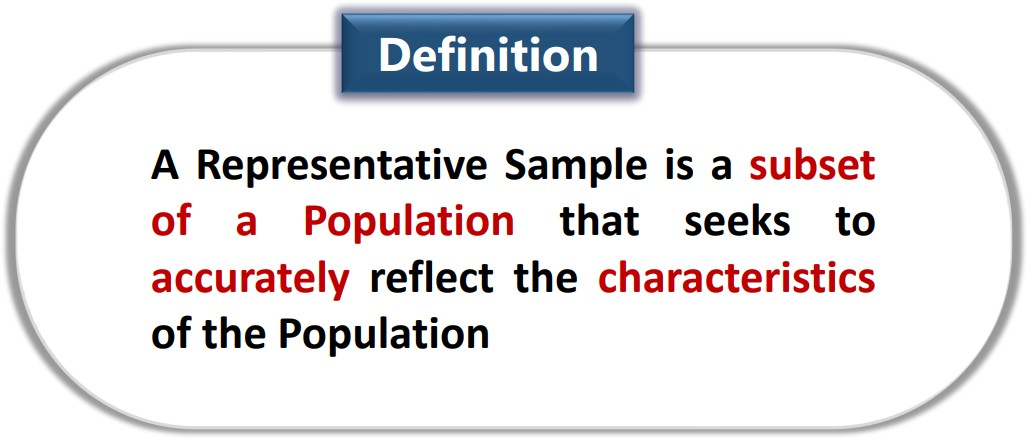 Definition
A Representative Sample is a subset
of a Population that seeks to
accurately reflect the characteristics
of the Population